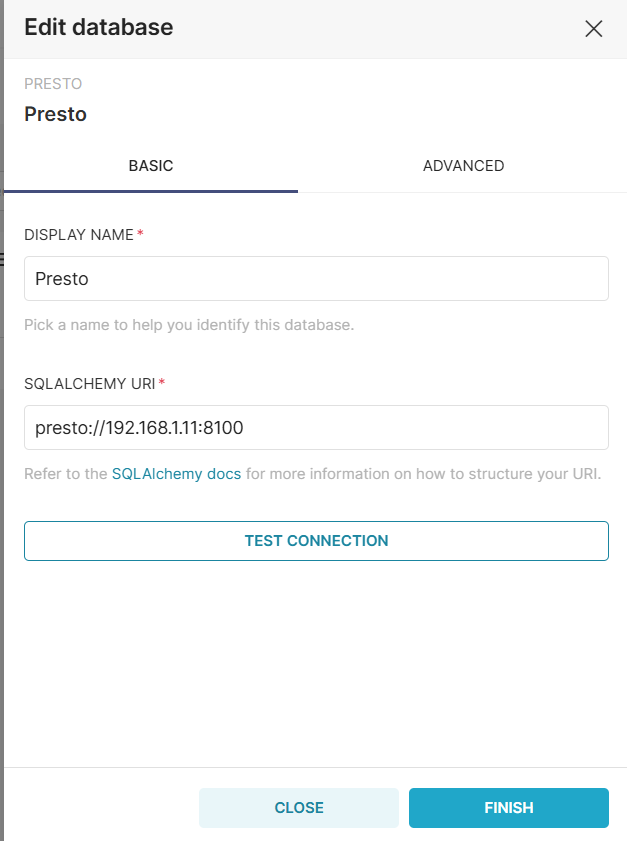 Edit database
PRESTO
Presto
BASIC
ADVANCED
DISPLAY NAME *
Presto
Pick a name to help you identify this database.
SQLALCHEMY URI *
presto://192.168.1.11:8100
Refer to the SQLAlchemy docs for more information on how to structure your URI.
TEST CONNECTION
CLOSE
FINISH